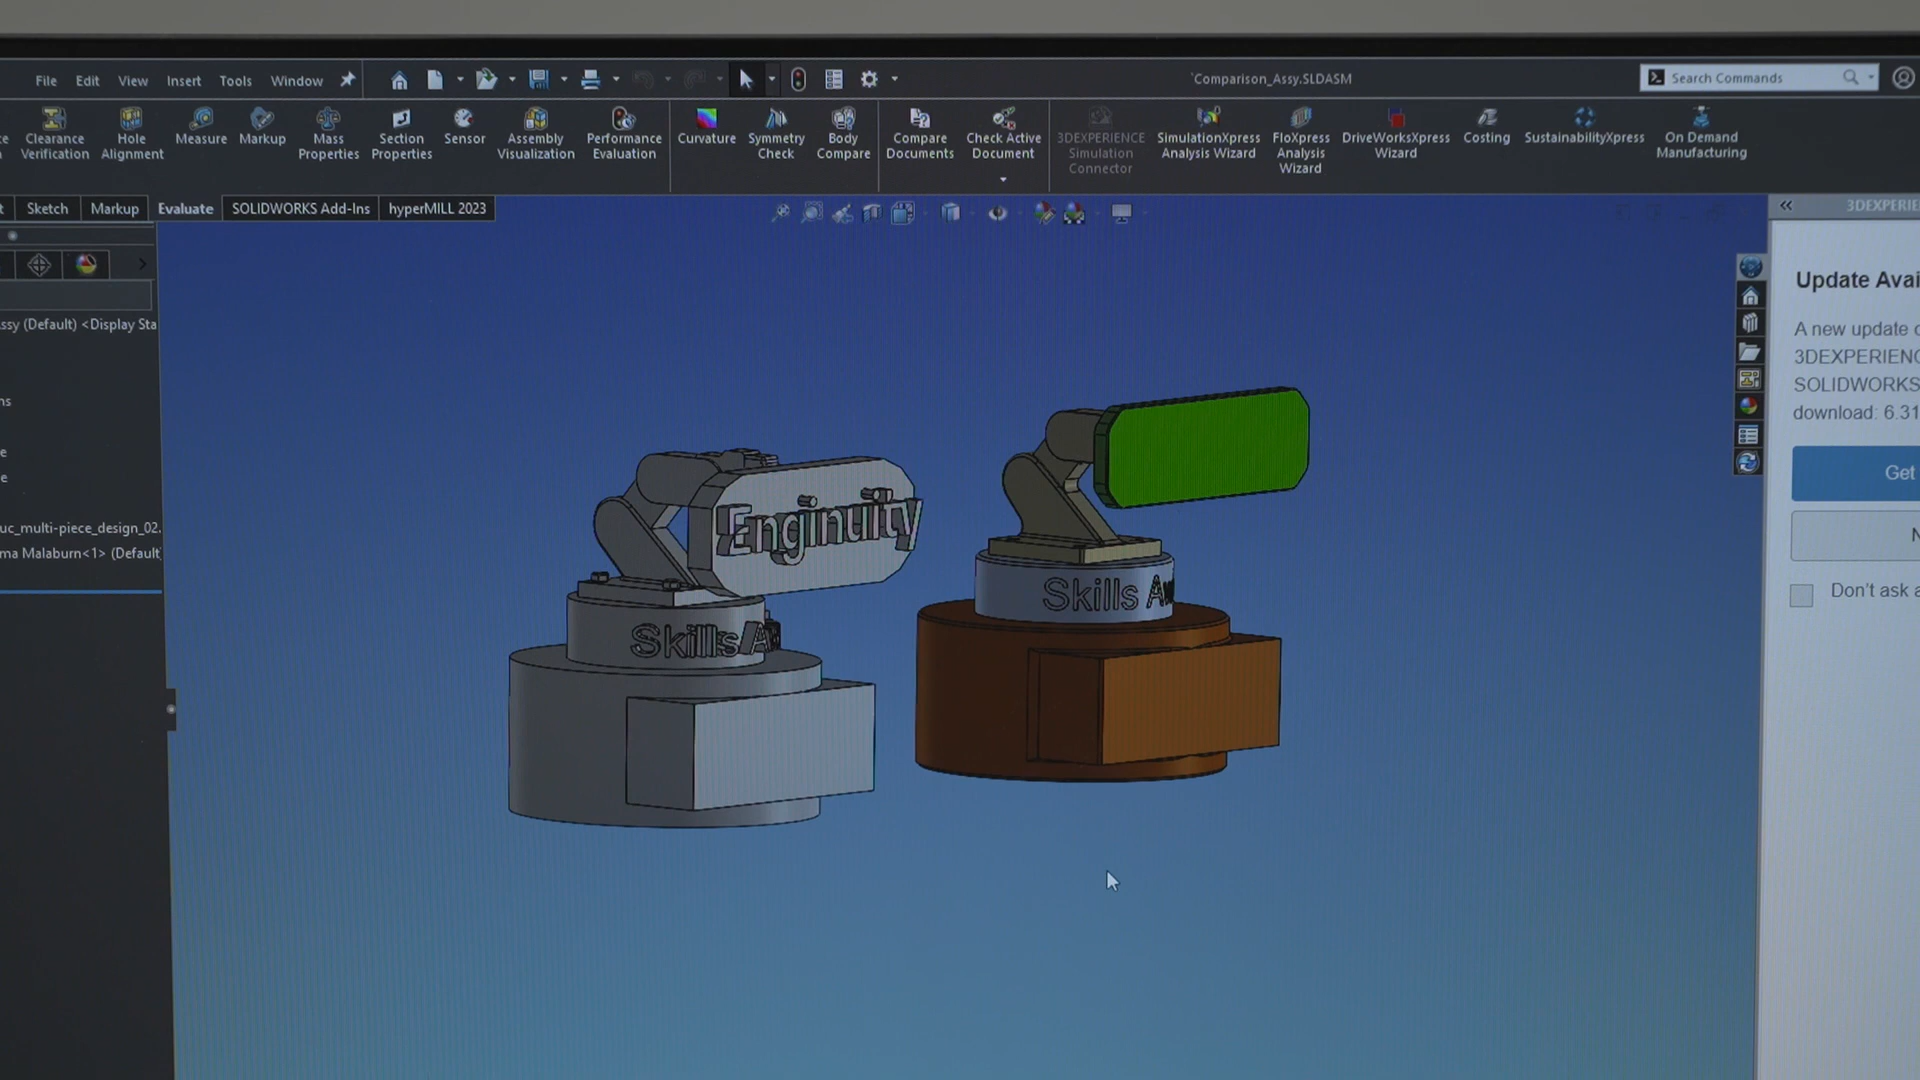 File Edit View Insert Tools Window
Comparison_Assy.SLDASM
Search Commands
Clearance Verification
Hole Alignment
Measure
Markup
Mass Properties
Section Properties
Sensor
Assembly Visualization
Performance Evaluation
Curvature
Symmetry Check
Body Compare
Compare Documents
Check Active Document
3DEXPERIENCE Simulation Connector
SimulationXpress Analysis Wizard
FloXpress Analysis Wizard
DriveWorksXpress Wizard
Costing
SustainabilityXpress
On Demand Manufacturing
Sketch Markup Evaluate SOLIDWORKS Add-Ins hyperMILL 2023
3DEXPERIE
ssy (Default) <Display Sta
ns
e
e
uc_multi-piece_design_02.
ma Malaburn<1> (Default
Enginuity
Skills A
Skills Aw
Update Avai
A new update o
3DEXPERIENC
SOLIDWORKS
download: 6.31
Get
N
Don't ask a